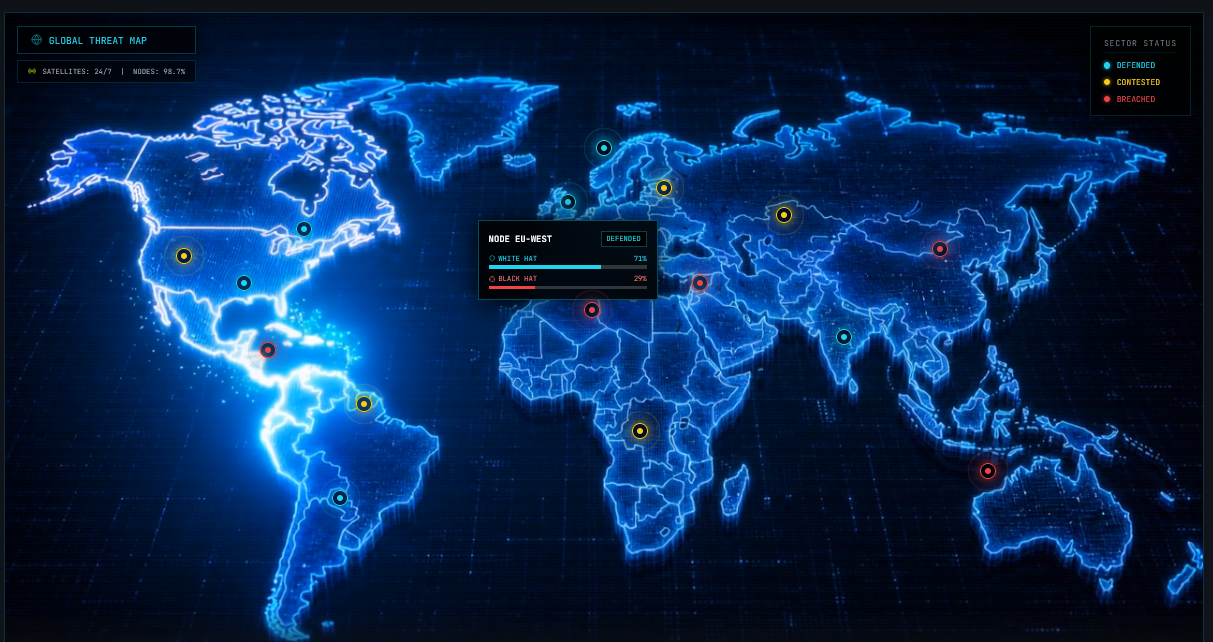 GLOBAL THREAT MAP
SATELLITES: 24/7 | NODES: 98.7%
SECTOR STATUS
DEFENDED
CONTESTED
BREACHED
NODE EU-WEST DEFENDED
WHITE HAT 71%
BLACK HAT 29%